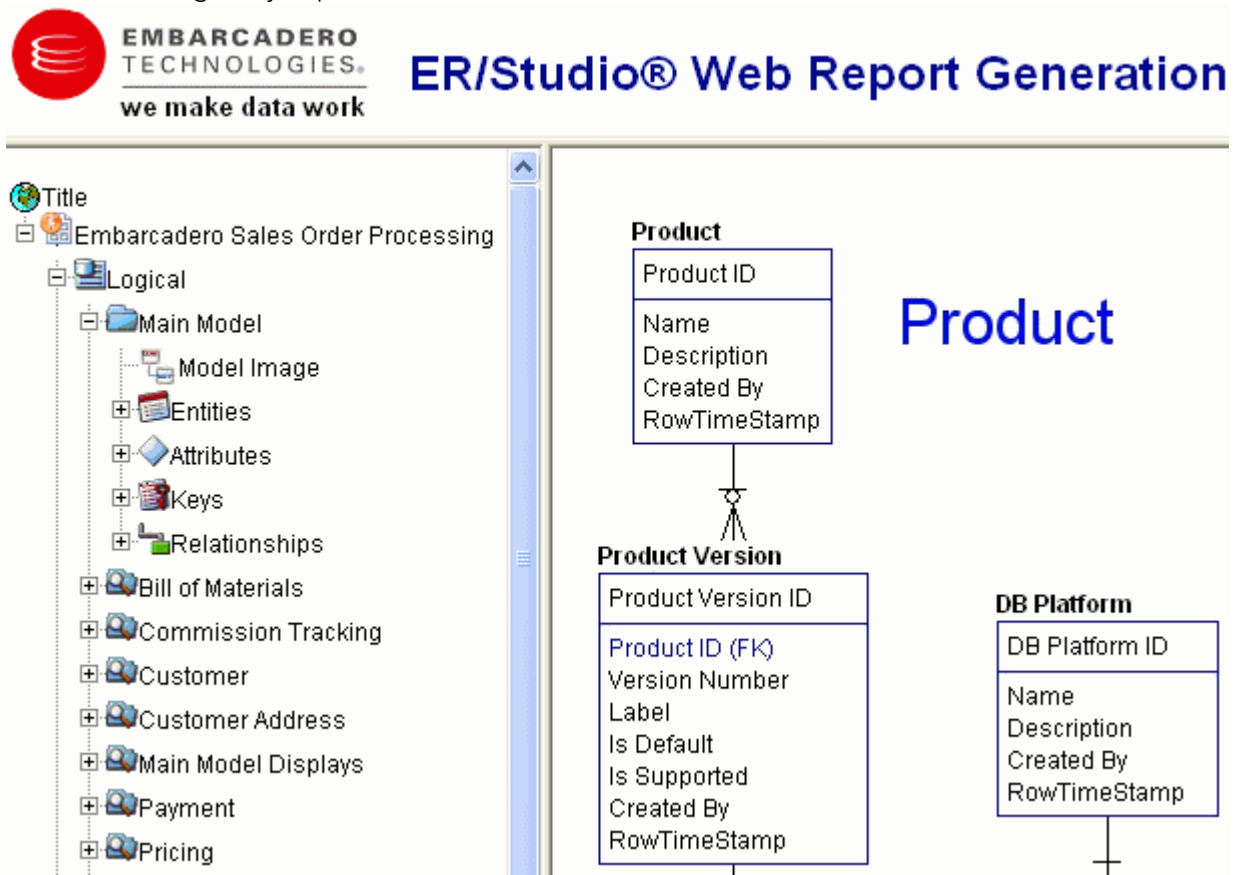 EMBARCADERO
TECHNOLOGIES®
we make data work
ER/Studio® Web Report Generation
Title
Embarcadero Sales Order Processing
Logical
Main Model
Model Image
Entities
Attributes
Keys
Relationships
Bill of Materials
Commission Tracking
Customer
Customer Address
Main Model Displays
Payment
Pricing
Product
Product ID
Name
Description
Created By
RowTimeStamp
Product
Product Version
Product Version ID
Product ID (FK)
Version Number
Label
Is Default
Is Supported
Created By
RowTimeStamp
DB Platform
DB Platform ID
Name
Description
Created By
RowTimeStamp